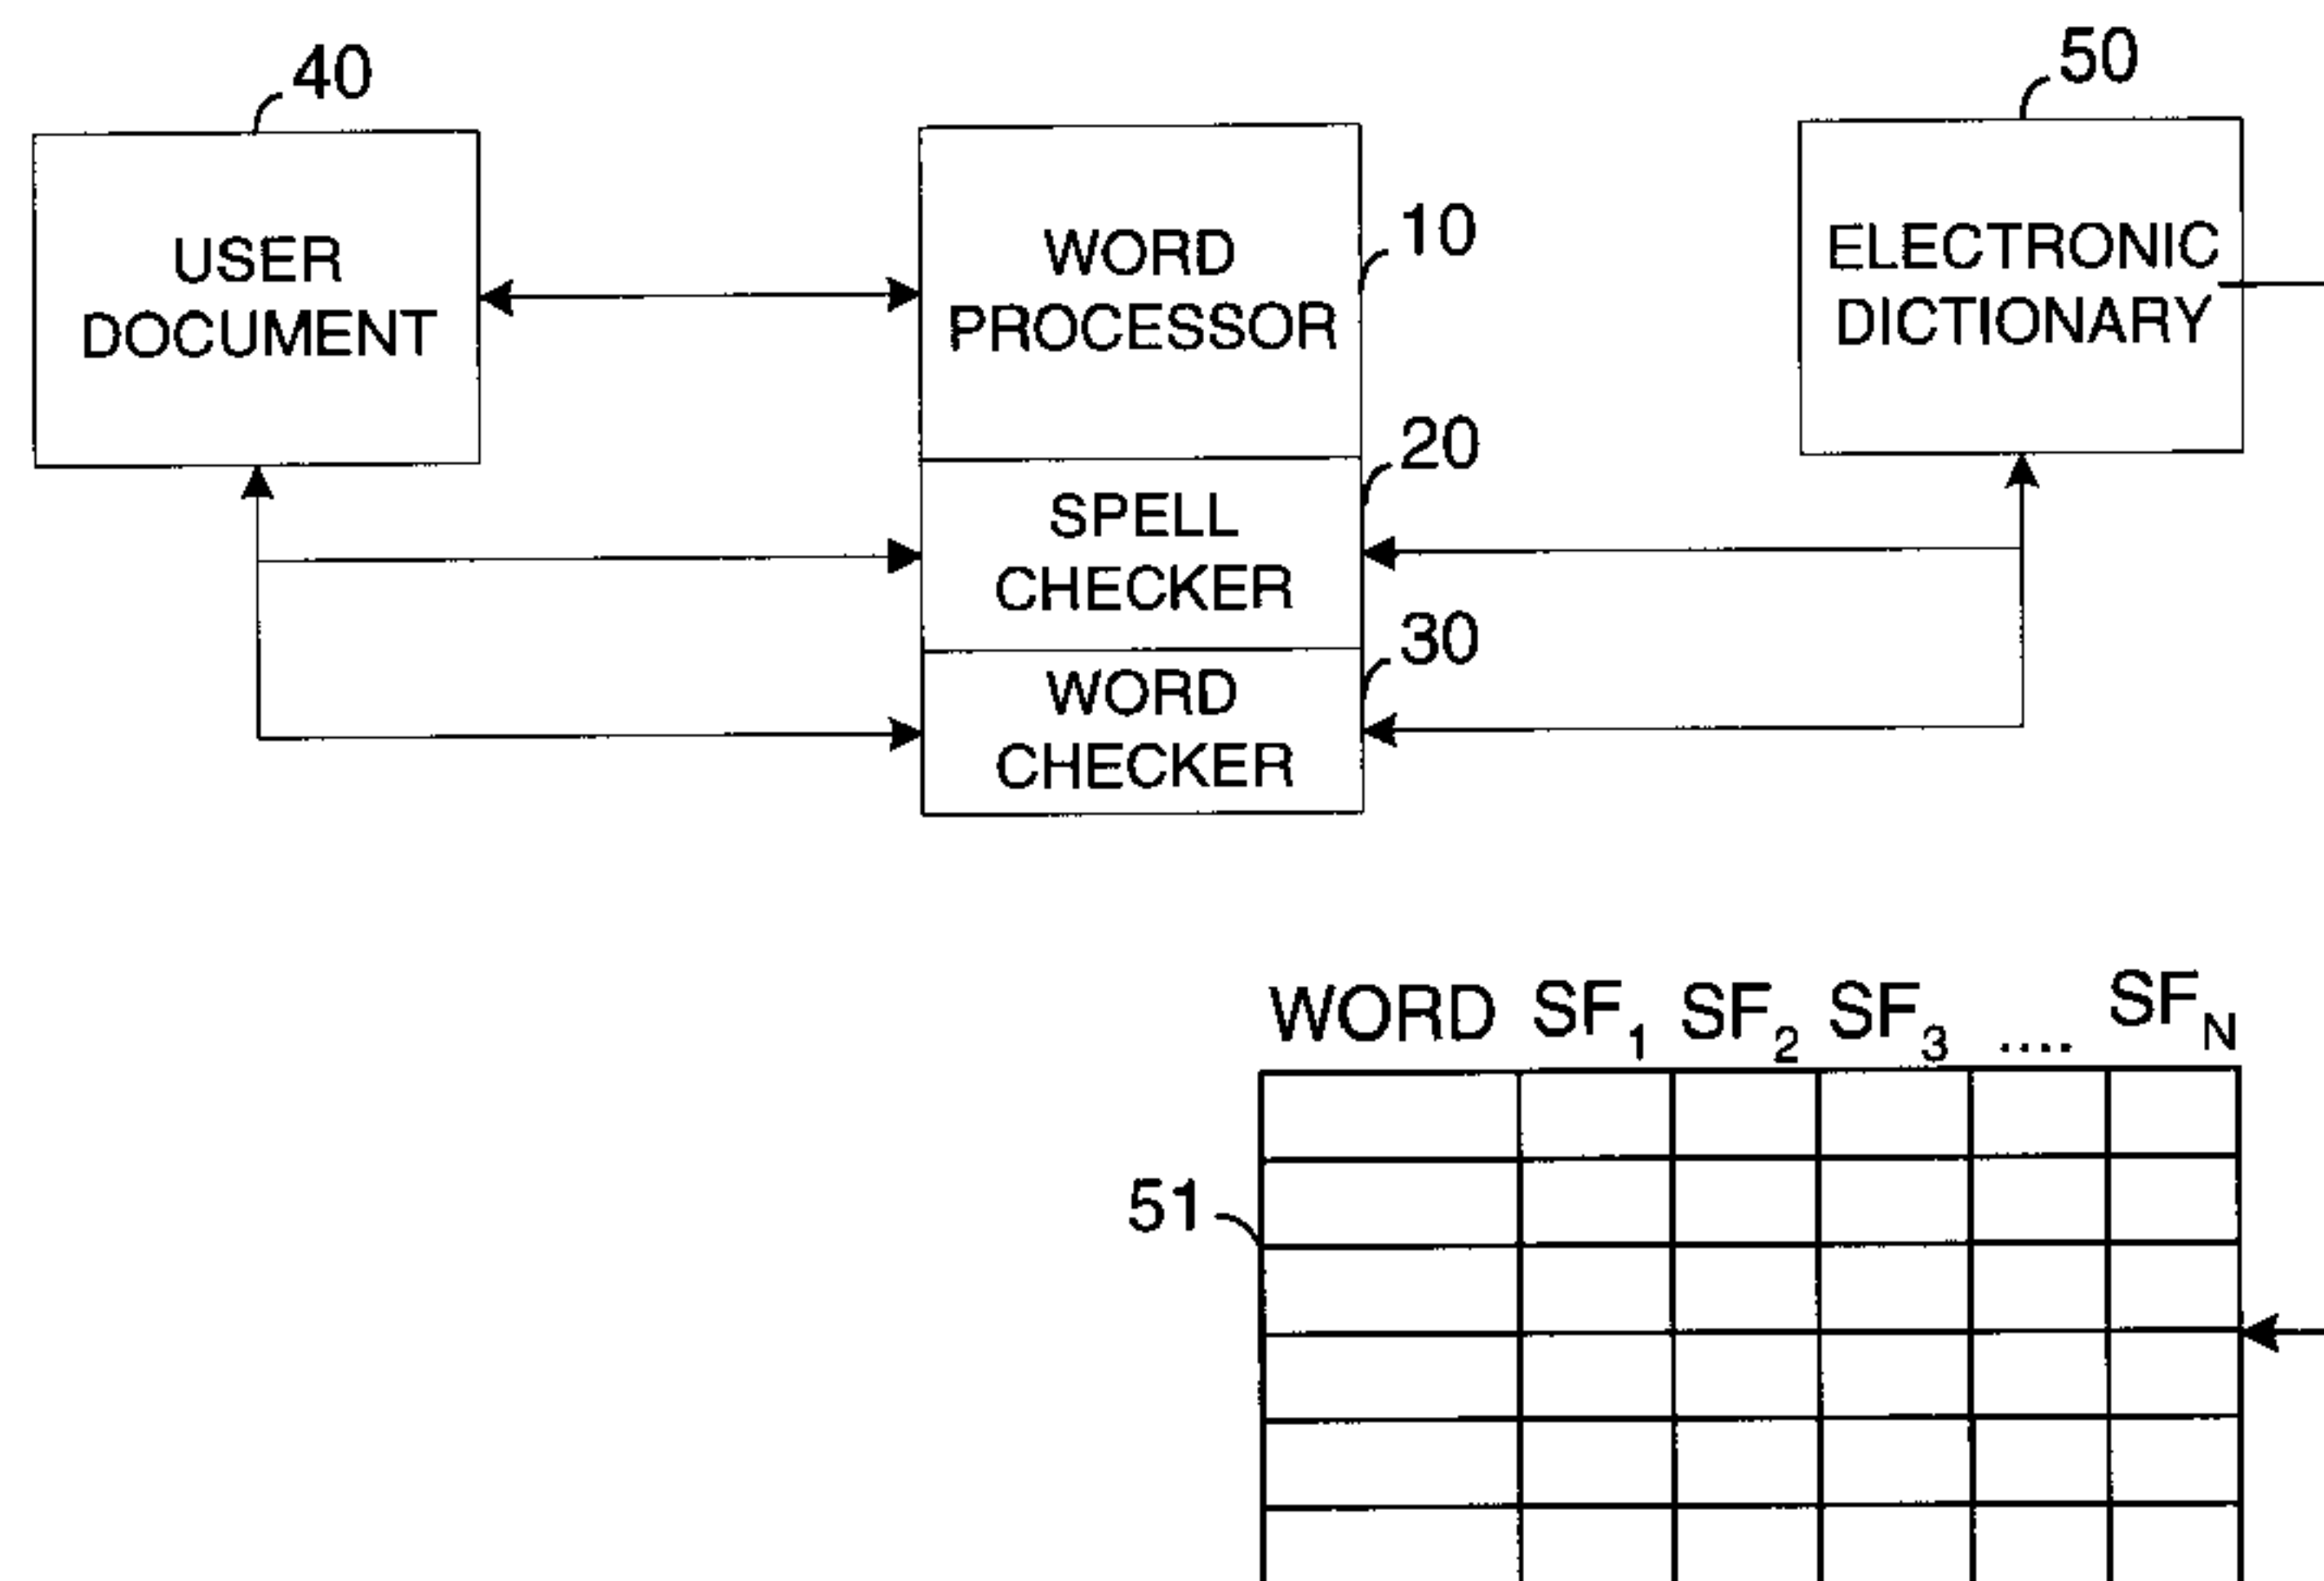 40
USER
DOCUMENT
WORD
PROCESSOR
10
SPELL
CHECKER
20
WORD
CHECKER
30
50
ELECTRONIC
DICTIONARY
WORD SF1 SF2 SF3 .... SFN
51